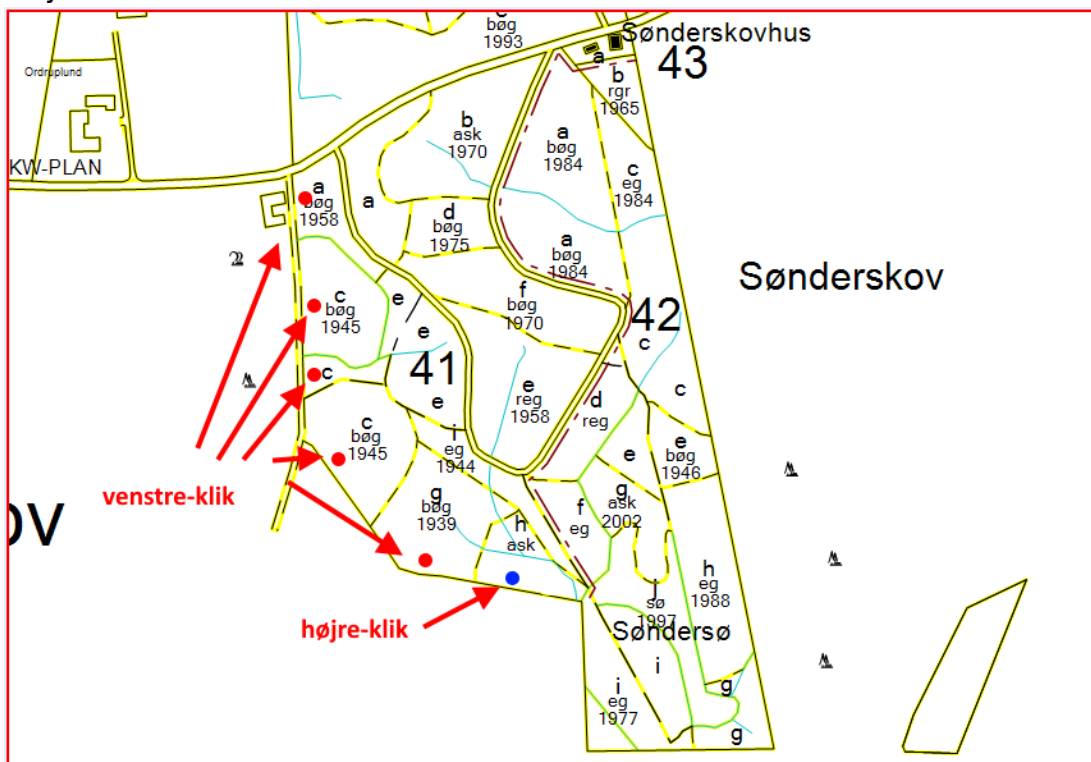 c
bøg
1993
Sønderskovhus
a
43
b
rgr
1965
Ordruplund
KW-PLAN
b
ask
1970
a
bøg
1984
c
eg
1984
a
bøg
1958
a
d
bøg
1975
a
bøg
1984
Sønderskov
c
bøg
1945
e
f
bøg
1970
42
e
c
c
41
e
e
reg
1958
c
d
reg
c
bøg
1945
i
eg
1944
e
bøg
1946
e
venstre-klik
g
bøg
1939
g
ask
2002
f
eg
h
ask
ov
h
eg
1988
j
sø
1997
højre-klik
Søndersø
i
i
eg
1977
g
g